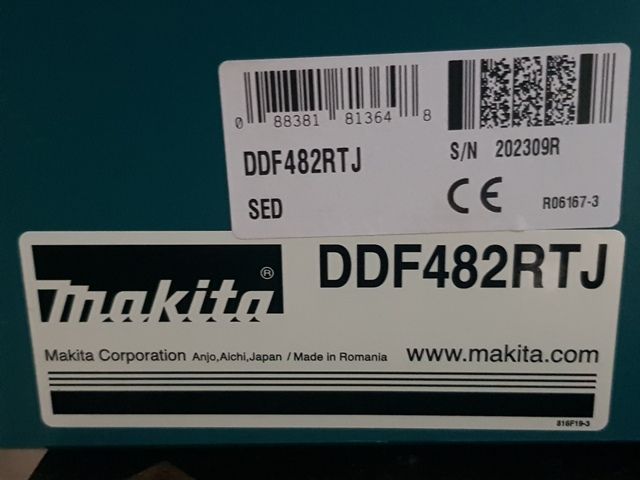 0 88381 81364 8
DDF482RTJ
S/N 202309R
SED
CE
R06167-3
makita®
DDF482RTJ
Makita Corporation Anjo,Aichi,Japan / Made in Romania
www.makita.com
816F19-3